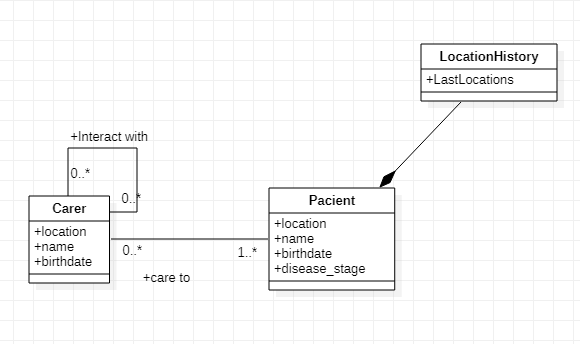 LocationHistory
+LastLocations
+Interact with
0..*
0..*
Carer
+location
+name
+birthdate
0..*
1..*
+care to
Pacient
+location
+name
+birthdate
+disease_stage